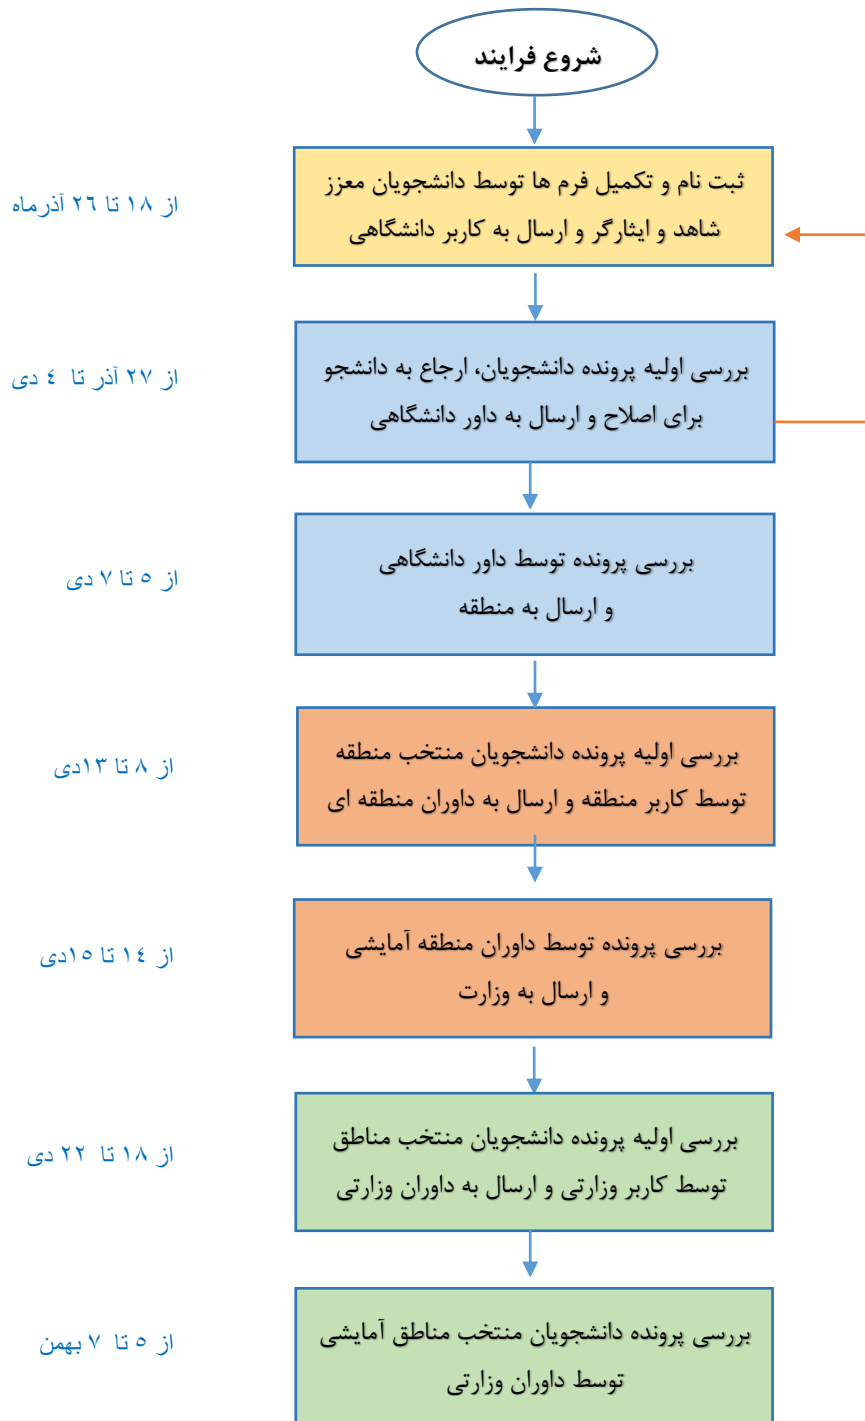 شروع فرایند
ثبت نام و تکمیل فرم ها توسط دانشجویان معزز
شاهد و ایثارگر و ارسال به کاربر دانشگاهی
از ۱۸ تا ۲٦ آذرماه
بررسی اولیه پرونده دانشجویان، ارجاع به دانشجو
برای اصلاح و ارسال به داور دانشگاهی
از ۲۷ آذر تا ٤ دی
بررسی پرونده توسط داور دانشگاهی
و ارسال به منطقه
از ٥ تا ۷ دی
بررسی اولیه پرونده دانشجویان منتخب منطقه
توسط کاربر منطقه و ارسال به داوران منطقه ای
از ۸ تا ۱۳دی
بررسی پرونده توسط داوران منطقه آمایشی
و ارسال به وزارت
از ۱٤ تا ۱٥دی
بررسی اولیه پرونده دانشجویان منتخب مناطق
توسط کاربر وزارتی و ارسال به داوران وزارتی
از ۱۸ تا ۲۲ دی
بررسی پرونده دانشجویان منتخب مناطق آمایشی
توسط داوران وزارتی
از ٥ تا ۷ بهمن